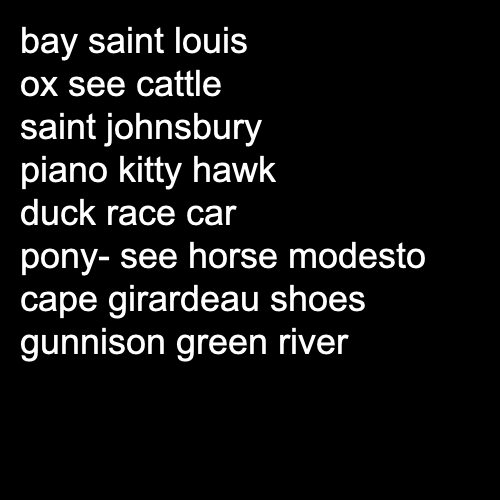 bay saint louis
ox see cattle
saint johnsbury
piano kitty hawk
duck race car
pony- see horse modesto
cape girardeau shoes
gunnison green river